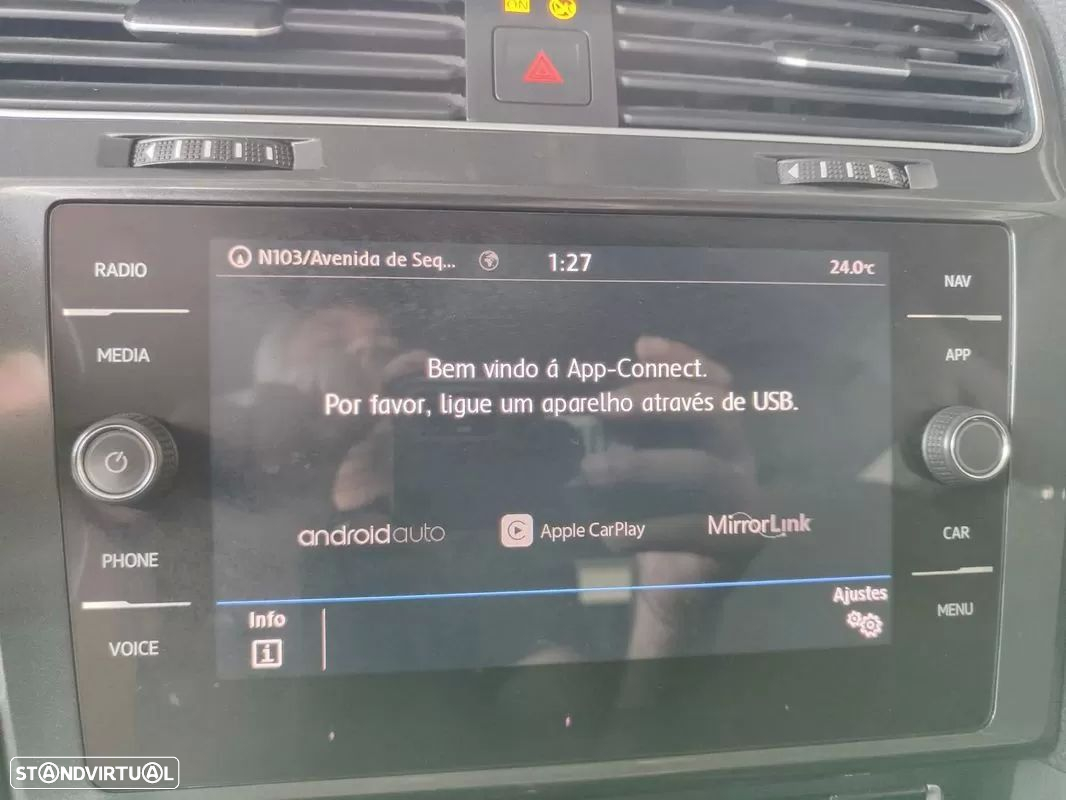 ON
RADIO
MEDIA
PHONE
VOICE
N103/Avenida de Seq...
1:27
24.0°C
Bem vindo á App-Connect.
Por favor, ligue um aparelho através de USB.
androidauto
Apple CarPlay
MirrorLink
Info
Ajustes
NAV
APP
CAR
MENU
STANDVIRTUAL